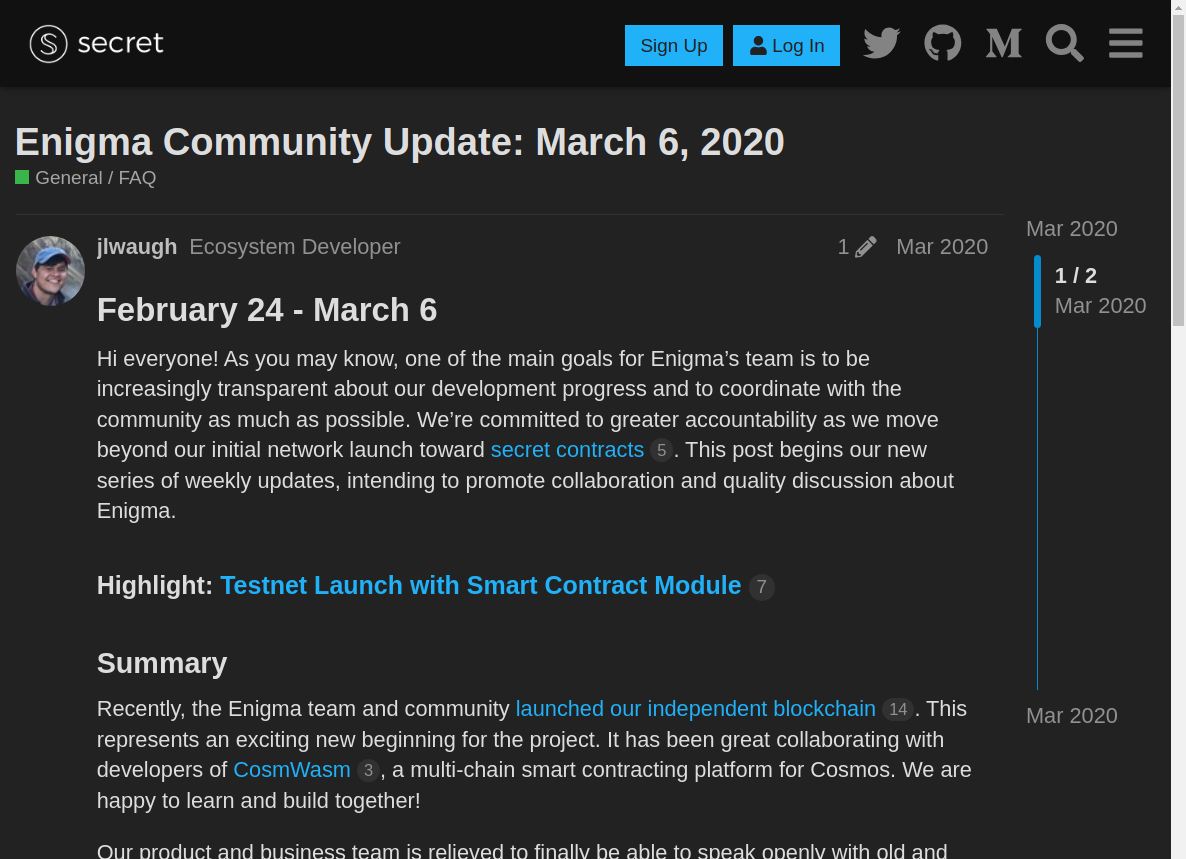 secret
Sign Up
Log In
Enigma Community Update: March 6, 2020
General / FAQ
jlwaugh Ecosystem Developer 1 Mar 2020
Mar 2020
1 / 2
Mar 2020
February 24 - March 6
Hi everyone! As you may know, one of the main goals for Enigma’s team is to be
increasingly transparent about our development progress and to coordinate with the
community as much as possible. We’re committed to greater accountability as we move
beyond our initial network launch toward secret contracts 5. This post begins our new
series of weekly updates, intending to promote collaboration and quality discussion about
Enigma.
Highlight: Testnet Launch with Smart Contract Module 7
Summary
Recently, the Enigma team and community launched our independent blockchain 14. This
represents an exciting new beginning for the project. It has been great collaborating with
developers of CosmWasm 3, a multi-chain smart contracting platform for Cosmos. We are
happy to learn and build together!
Mar 2020
Our product and business team is relieved to finally be able to speak openly with old and